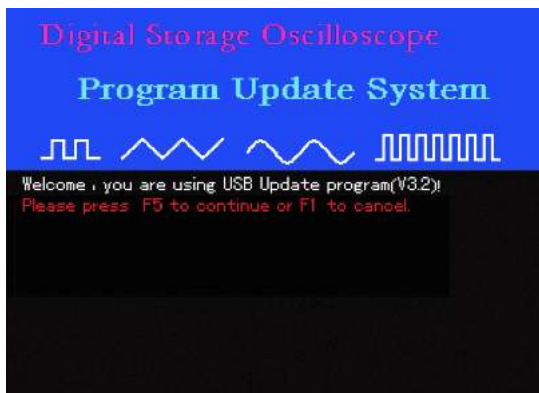 Digital Storage Oscilloscope
Program Update System
Welcome , you are using USB Update program(V3.2)!
Please press F5 to continue or F1 to cancel.